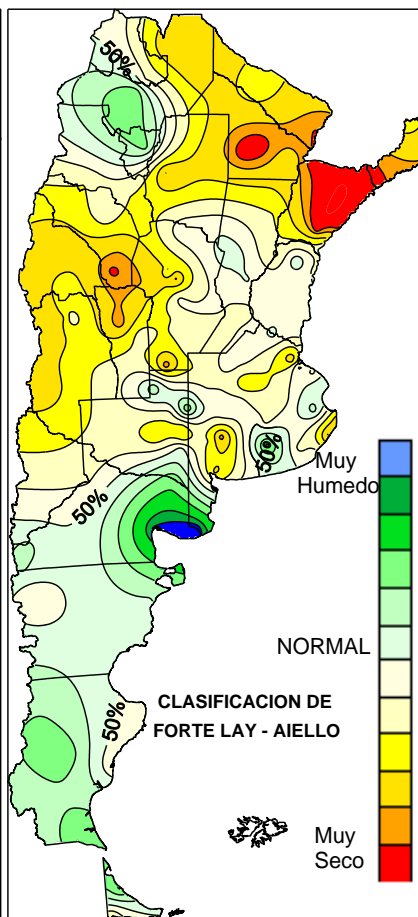 50%
50%
Muy
Humedo
50%
NORMAL
50%
CLASIFICACION DE
FORTE LAY - AIELLO
Muy
Seco